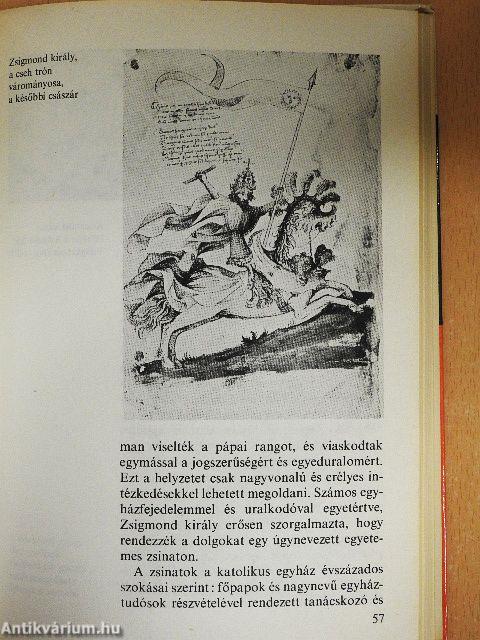 Zsigmond király,
a cseh trón
várományosa,
a későbbi császár
man viselték a pápai rangot, és viaskodtak
egymással a jogszerűségért és egyeduralomért.
Ezt a helyzetet csak nagyvonalú és erélyes in-
tézkedésekkel lehetett megoldani. Számos egy-
házfejedelemmel és uralkodóval egyetértve,
Zsigmond király erősen szorgalmazta, hogy
rendezzék a dolgokat egy úgynevezett egyete-
mes zsinaton.
A zsinatok a katolikus egyház évszázados
szokásai szerint: főpapok és nagynevű egyház-
tudósok részvételével rendezett tanácskozó és
57
Antikvárium.hu